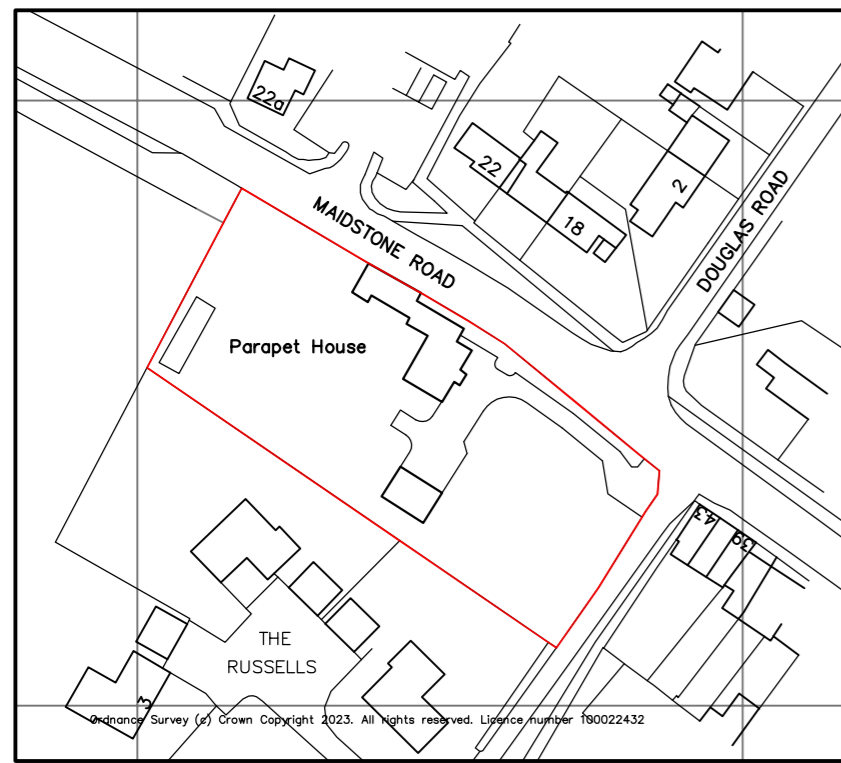 22a
22
18
2
MAIDSTONE ROAD
DOUGLAS ROAD
Parapet House
43
39
THE
RUSSELLS
3
Ordnance Survey (c) Crown Copyright 2023. All rights reserved. Licence number 100022432